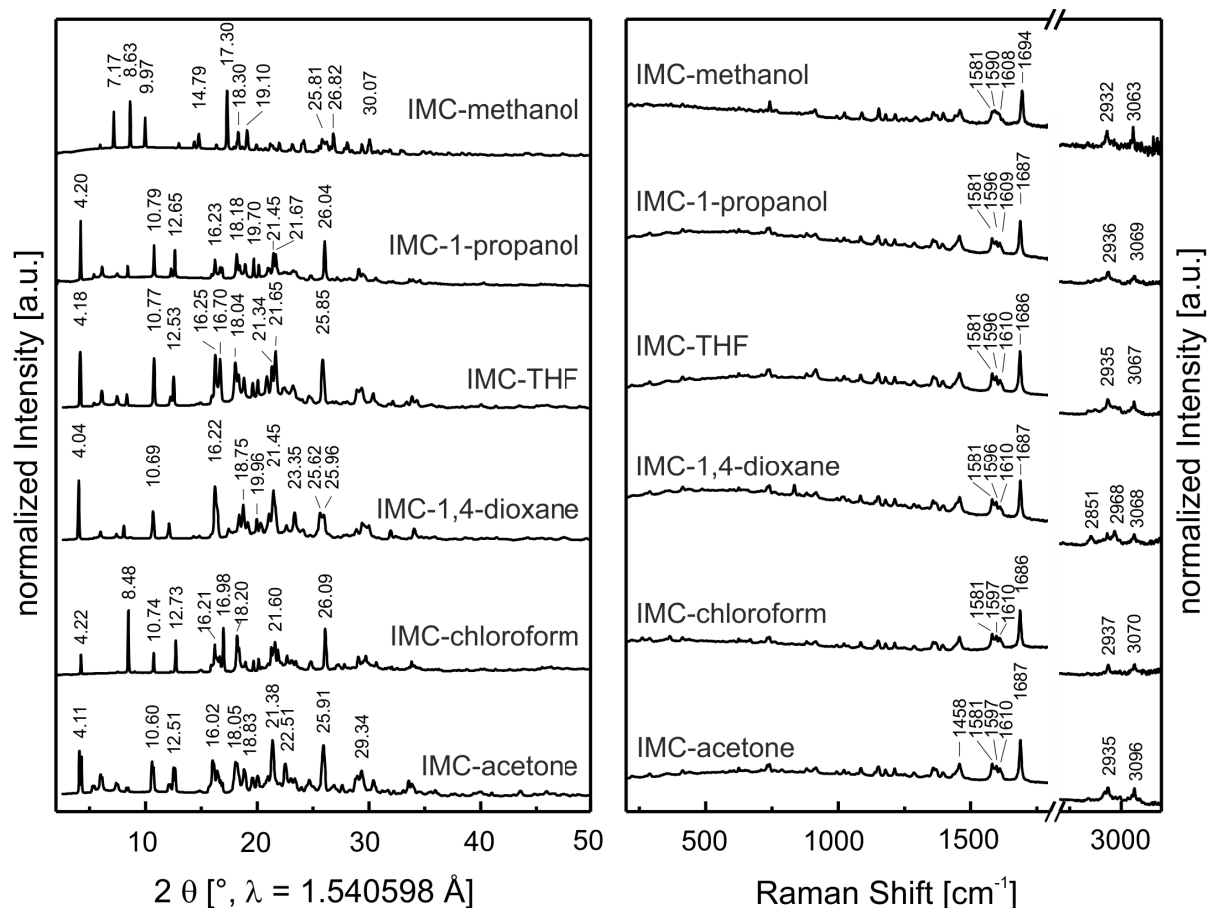 normalized Intensity [a.u.]
7.17 8.63 9.97 14.79 17.30 18.30 19.10 25.81 26.82 30.07
IMC-methanol
4.20 10.79 12.65 16.23 18.18 19.70 21.45 21.67 26.04
IMC-1-propanol
4.18 10.77 12.53 16.25 16.70 18.04 21.34 21.65 25.85
IMC-THF
4.04 10.69 16.22 18.75 19.96 21.45 23.35 25.62 25.96
IMC-1,4-dioxane
4.22 8.48 10.74 12.73 16.21 16.98 18.20 21.60 26.09
IMC-chloroform
4.11 10.60 12.51 16.02 18.05 18.83 21.38 22.51 25.91 29.34
IMC-acetone
10 20 30 40 50
2 θ [°, λ = 1.540598 Å]
IMC-methanol
1581 1590 1608 1694 2932 3063
IMC-1-propanol
1581 1596 1609 1687 2936 3069
IMC-THF
1581 1596 1610 1686 2935 3067
IMC-1,4-dioxane
1581 1596 1610 1687 2851 2968 3068
IMC-chloroform
1581 1597 1610 1686 2937 3070
IMC-acetone
1458 1581 1597 1610 1687 2935 3096
500 1000 1500 3000
Raman Shift [cm⁻¹]
normalized Intensity [a.u.]